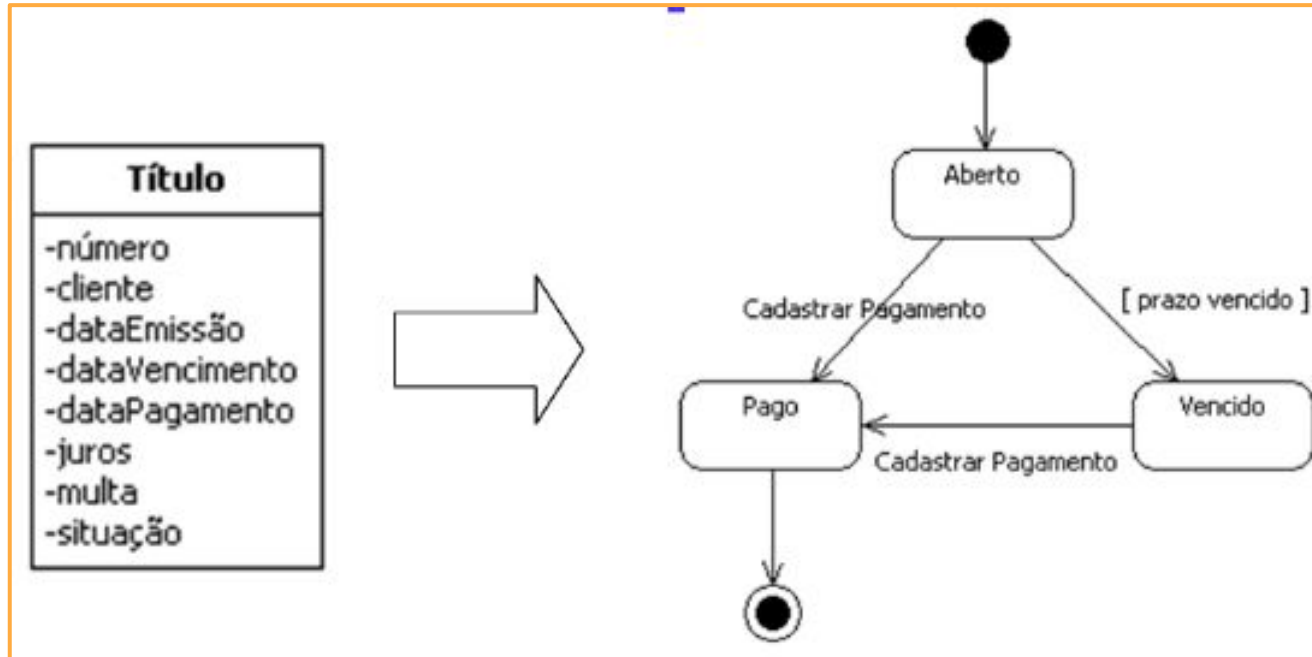 Título
-número
-cliente
-dataEmissão
-dataVencimento
-dataPagamento
-juros
-multa
-situação
Aberto
Cadastrar Pagamento
[ prazo vencido ]
Pago
Vencido
Cadastrar Pagamento